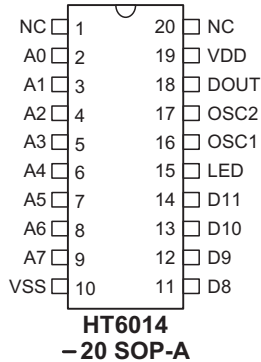 NC 1 20 NC
A0 2 19 VDD
A1 3 18 DOUT
A2 4 17 OSC2
A3 5 16 OSC1
A4 6 15 LED
A5 7 14 D11
A6 8 13 D10
A7 9 12 D9
VSS 10 11 D8
HT6014
–20 SOP-A